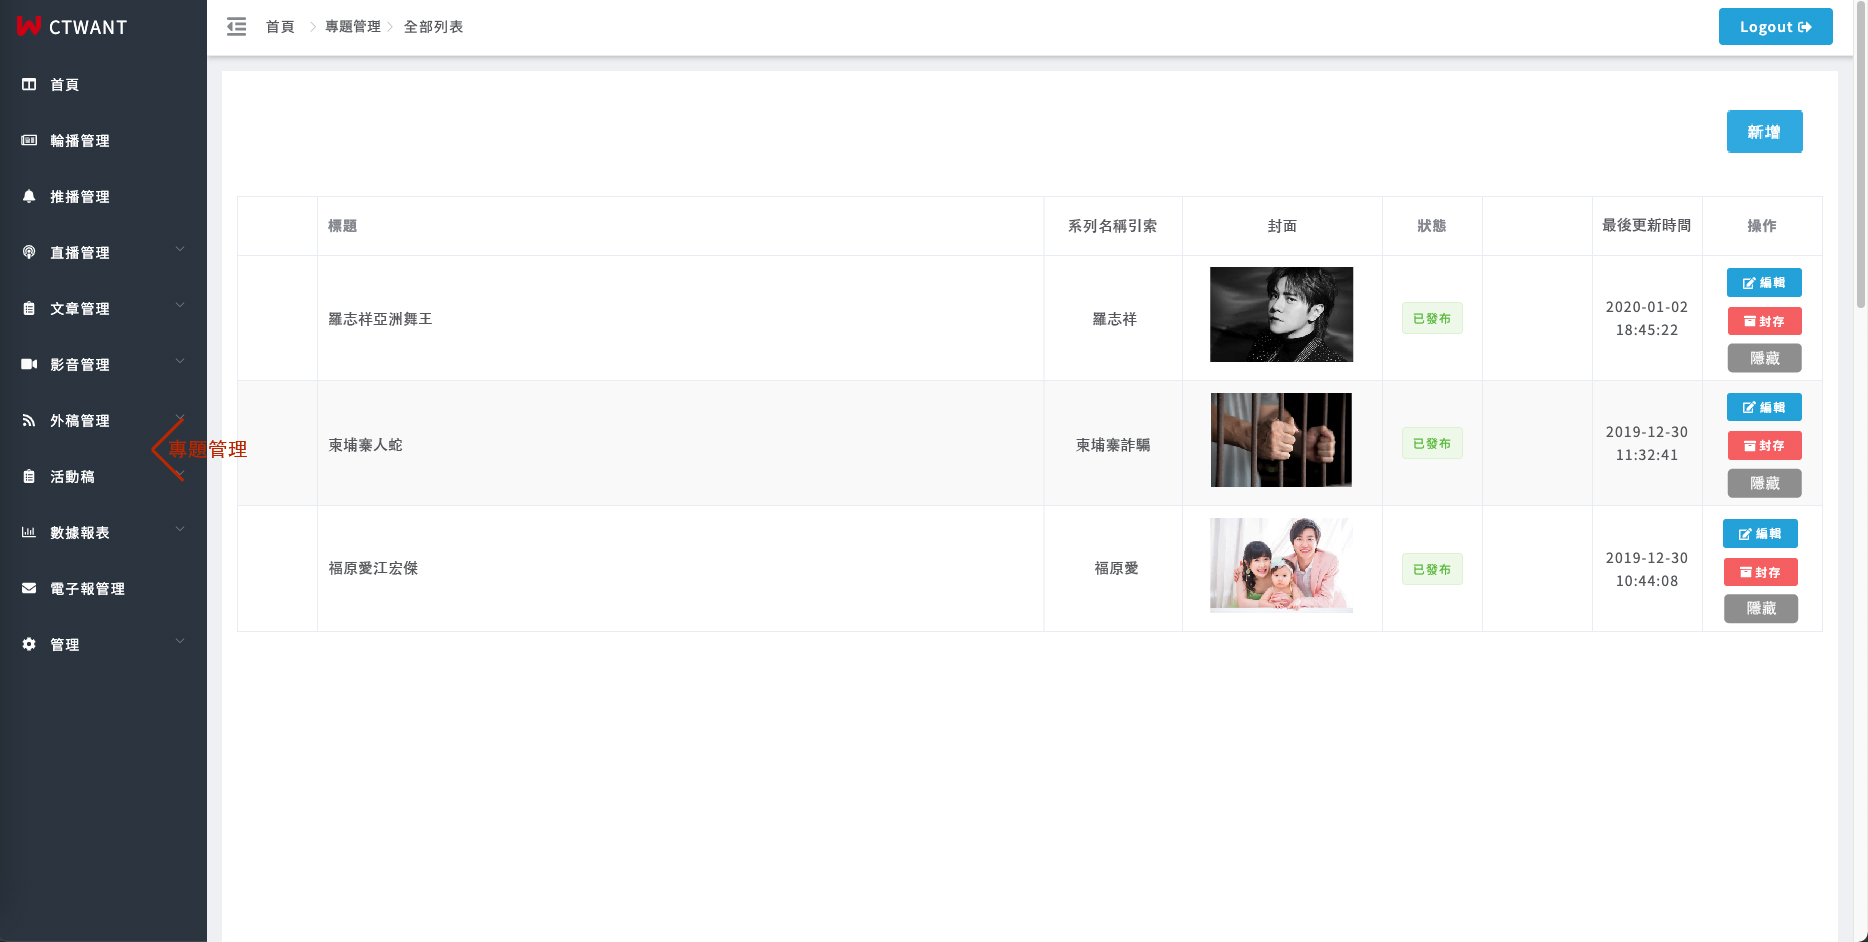 CTWANT
首頁
專題管理
全部列表
Logout
首頁
輪播管理
推播管理
直播管理
文章管理
影音管理
外稿管理
專題管理
活動稿
數據報表
電子報管理
管理
新增
標題 系列名稱引索 封面 狀態 最後更新時間 操作
羅志祥亞洲舞王 羅志祥 已發布 2020-01-02
18:45:22
編輯
封存
隱藏
柬埔寨人蛇 柬埔寨詐騙 已發布 2019-12-30
11:32:41
編輯
封存
隱藏
福原愛江宏傑 福原愛 已發布 2019-12-30
10:44:08
編輯
封存
隱藏